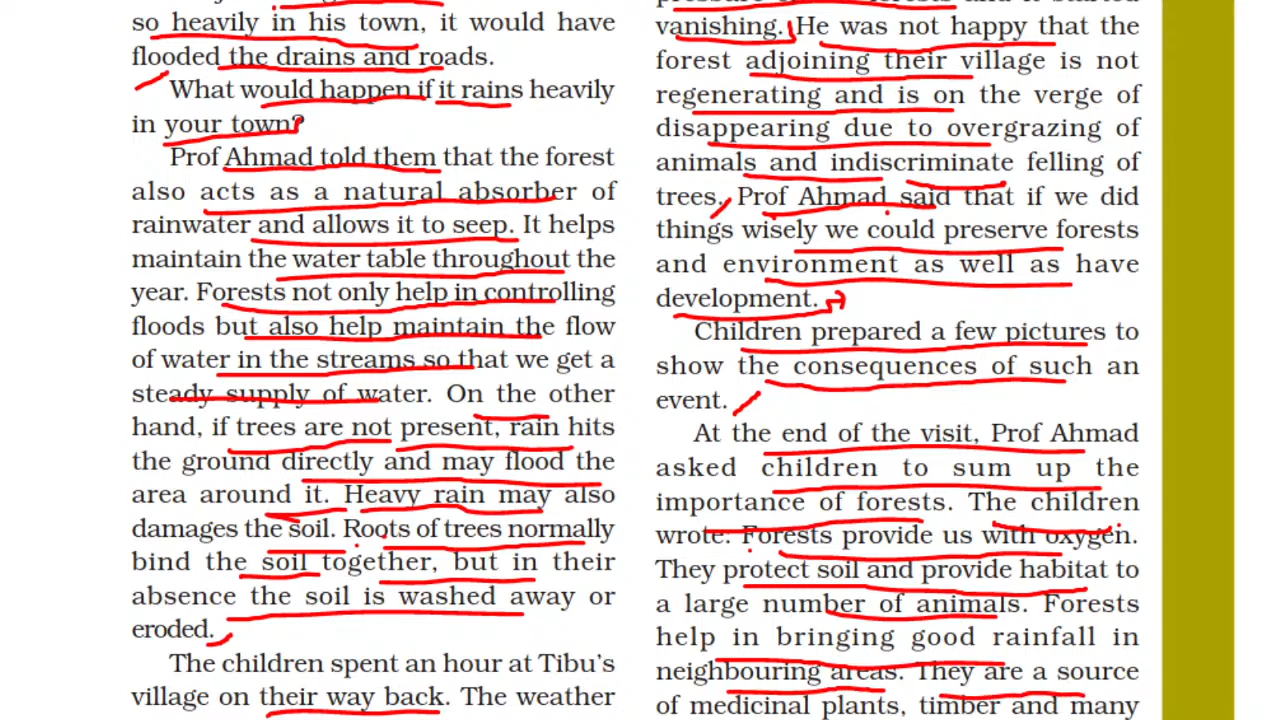 so heavily in his town, it would have
flooded the drains and roads.
What would happen if it rains heavily
in your town?
Prof Ahmad told them that the forest
also acts as a natural absorber of
rainwater and allows it to seep. It helps
maintain the water table throughout the
year. Forests not only help in controlling
floods but also help maintain the flow
of water in the streams so that we get a
steady supply of water. On the other
hand, if trees are not present, rain hits
the ground directly and may flood the
area around it. Heavy rain may also
damages the soil. Roots of trees normally
bind the soil together, but in their
absence the soil is washed away or
eroded.
The children spent an hour at Tibu's
village on their way back. The weather
vanishing. He was not happy that the
forest adjoining their village is not
regenerating and is on the verge of
disappearing due to overgrazing of
animals and indiscriminate felling of
trees. Prof Ahmad said that if we did
things wisely we could preserve forests
and environment as well as have
development.
Children prepared a few pictures to
show the consequences of such an
event.
At the end of the visit, Prof Ahmad
asked children to sum up the
importance of forests. The children
wrote: Forests provide us with oxygen.
They protect soil and provide habitat to
a large number of animals. Forests
help in bringing good rainfall in
neighbouring areas. They are a source
of medicinal plants, timber and many